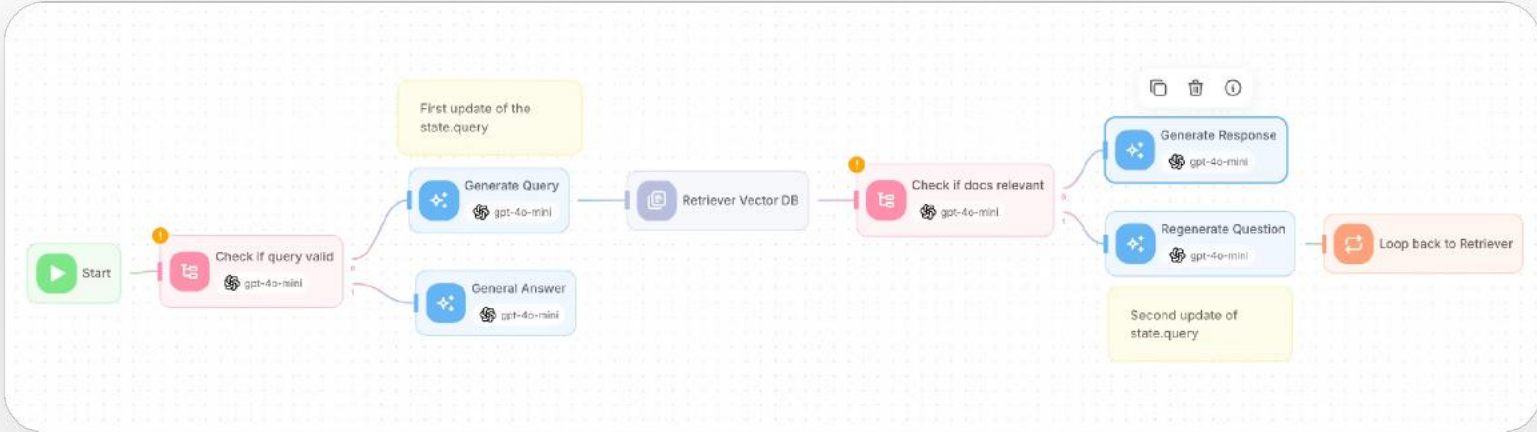 First update of the
state.query
Generate Query
gpt-4o-mini
Retriever Vector DB
Check if docs relevant
gpt-4o-mini
Generate Response
gpt-4o-mini
Regenerate Question
gpt-4o-mini
Loop back to Retriever
Start
Check if query valid
gpt-4o-mini
General Answer
gpt-4o-mini
Second update of
state.query